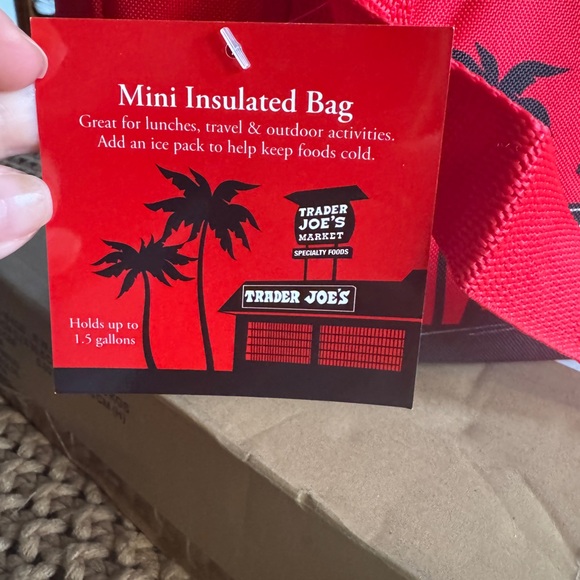 Mini Insulated Bag
Great for lunches, travel & outdoor activities.
Add an ice pack to help keep foods cold.
TRADER
JOE'S
MARKET
SPECIALTY FOODS
TRADER JOE'S
Holds up to
1.5 gallons